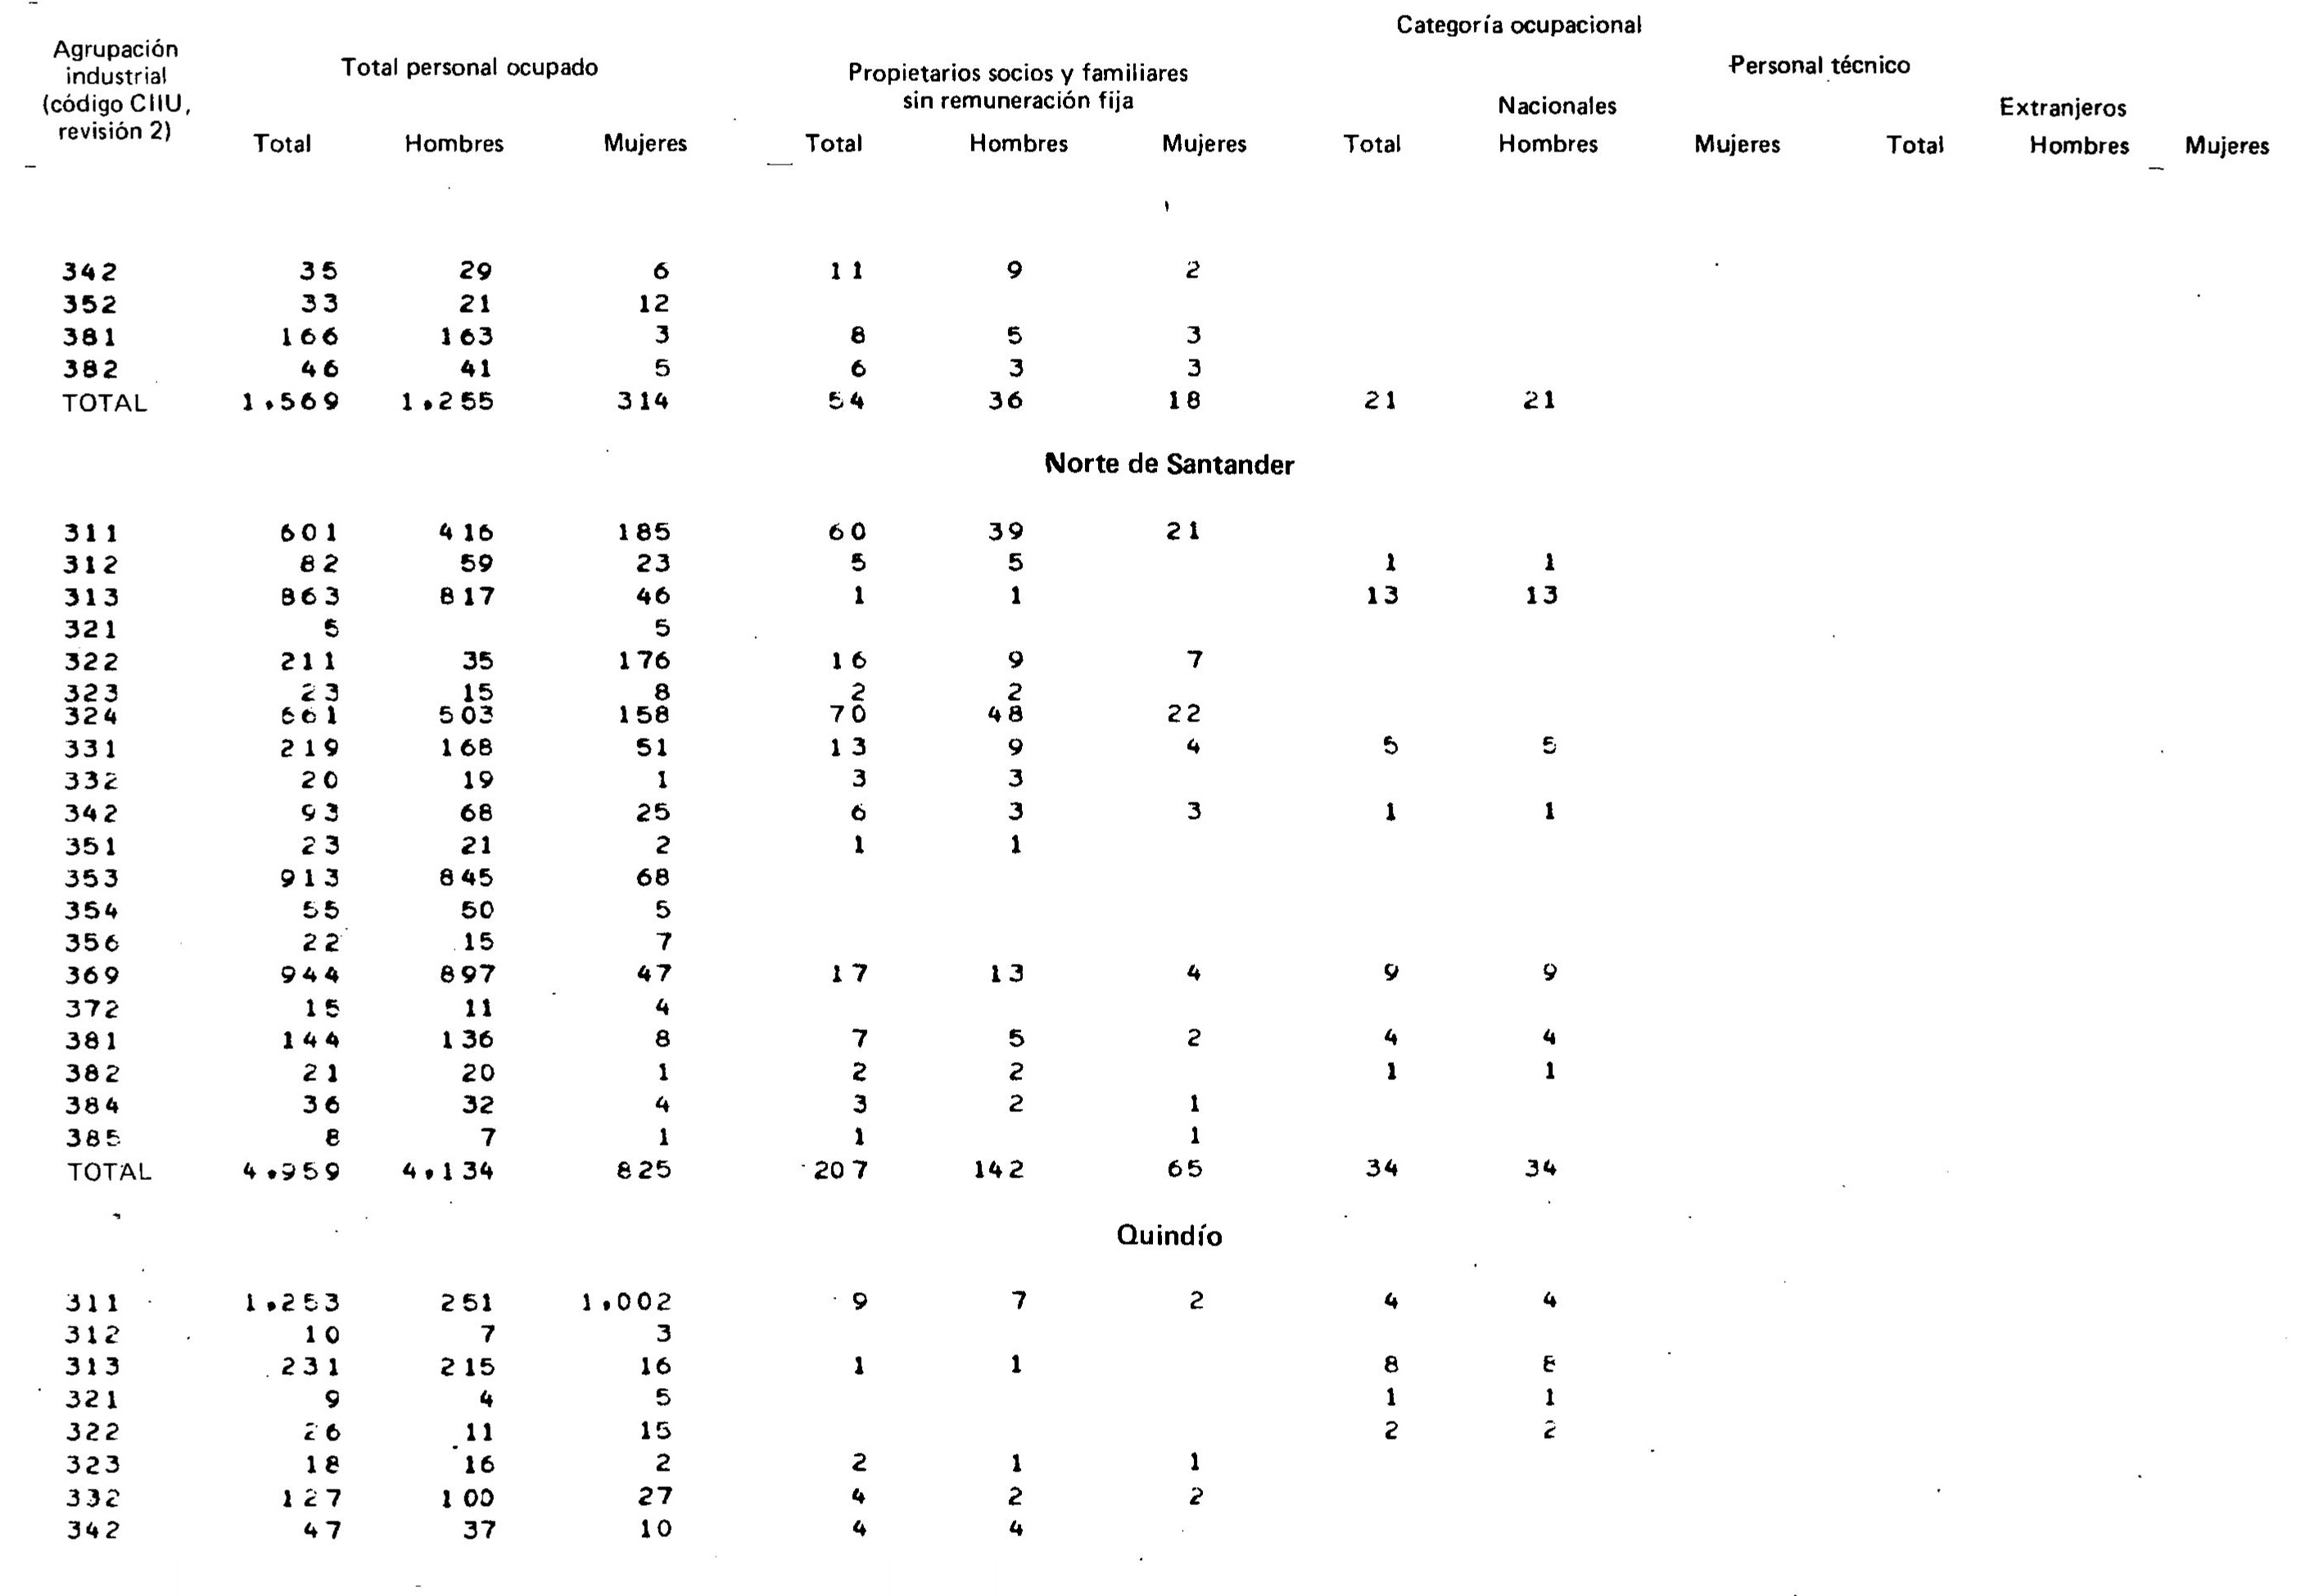 Categoría ocupacional
Agrupación industrial (código CIIU, revisión 2)
Total personal ocupado
Propietarios socios y familiares sin remuneración fija
Personal técnico
Nacionales
Extranjeros
Total Hombres Mujeres Total Hombres Mujeres Total Hombres Mujeres Total Hombres Mujeres
342 35 29 6 11 9 2
352 33 21 12
381 166 163 3 8 5 3
382 46 41 5 6 3 3
TOTAL 1.569 1.255 314 54 36 18 21 21
Norte de Santander
311 601 416 185 60 39 21
312 82 59 23 5 5 1 1
313 863 817 46 1 1 13 13
321 5 5
322 211 35 176 16 9 7
323 23 15 8 2 2
324 661 503 158 70 48 22
331 219 168 51 13 9 4 5 5
332 20 19 1 3 3
342 93 68 25 6 3 3 1 1
351 23 21 2 1 1
353 913 845 68
354 55 50 5
356 22 15 7
369 944 897 47 17 13 4 9 9
372 15 11 4
381 144 136 8 7 5 2 4 4
382 21 20 1 2 2 1 1
384 36 32 4 3 2 1
385 8 7 1 1 1
TOTAL 4.959 4.134 825 207 142 65 34 34
Quindío
311 1.253 251 1.002 9 7 2 4 4
312 10 7 3
313 231 215 16 1 1 8 8
321 9 4 5 1 1
322 26 11 15 2 2
323 18 16 2 2 1 1
332 127 100 27 4 2 2
342 47 37 10 4 4